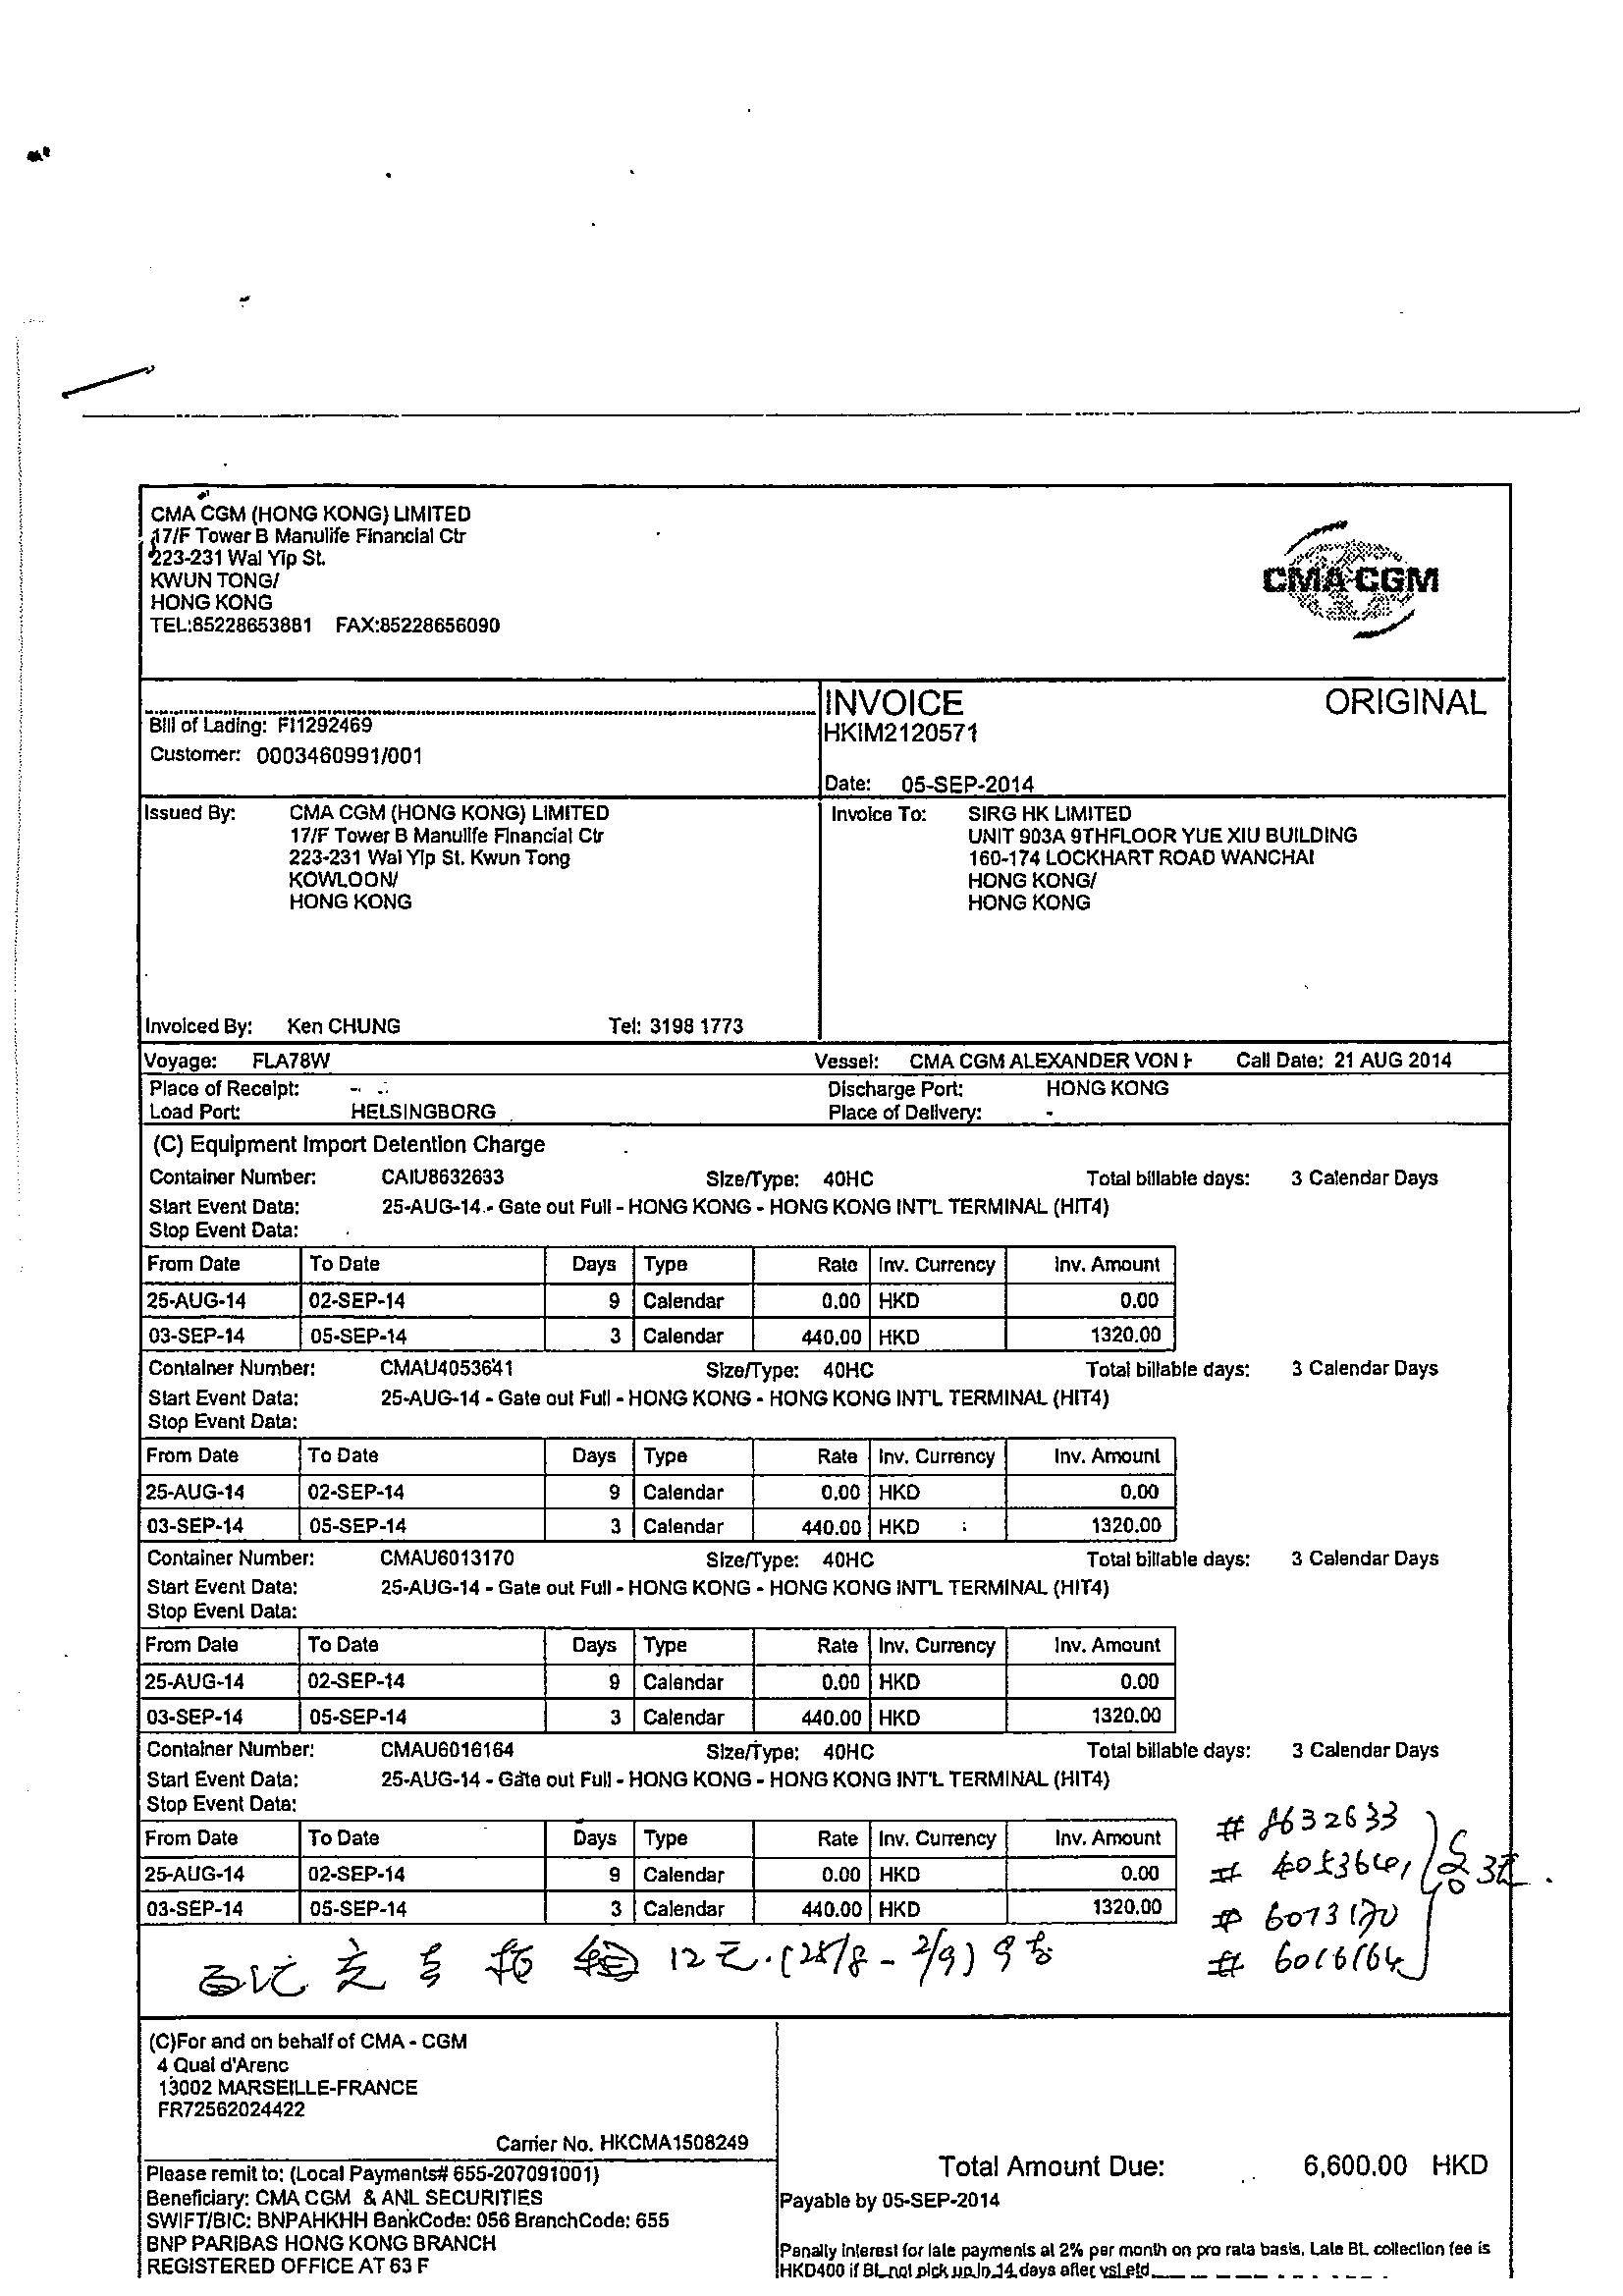 CMA CGM (HONG KONG) LIMITED
17/F Tower B Manulife Financial Ctr
223-231 Wai Yip St.
KWUN TONG/
HONG KONG
TEL:85228653881 FAX:85228656090
CMA CGM
INVOICE ORIGINAL
Bill of Lading: FI1292469
HKIM2120571
Customer: 0003460991/001
Date: 05-SEP-2014
Issued By: CMA CGM (HONG KONG) LIMITED
17/F Tower B Manulife Financial Ctr
223-231 Wai Yip St. Kwun Tong
KOWLOON/
HONG KONG
Invoice To: SIRG HK LIMITED
UNIT 903A 9THFLOOR YUE XIU BUILDING
160-174 LOCKHART ROAD WANCHAI
HONG KONG/
HONG KONG
Invoiced By: Ken CHUNG Tel: 3198 1773
Voyage: FLA78W Vessel: CMA CGM ALEXANDER VON H Call Date: 21 AUG 2014
Place of Receipt: - Discharge Port: HONG KONG
Load Port: HELSINGBORG Place of Delivery: -
(C) Equipment Import Detention Charge
Container Number: CAIU8632633 Size/Type: 40HC Total billable days: 3 Calendar Days
Start Event Data: 25-AUG-14 - Gate out Full - HONG KONG - HONG KONG INT'L TERMINAL (HIT4)
Stop Event Data:
From Date To Date Days Type Rate Inv. Currency Inv. Amount
25-AUG-14 02-SEP-14 9 Calendar 0.00 HKD 0.00
03-SEP-14 05-SEP-14 3 Calendar 440.00 HKD 1320.00
Container Number: CMAU4053641 Size/Type: 40HC Total billable days: 3 Calendar Days
Start Event Data: 25-AUG-14 - Gate out Full - HONG KONG - HONG KONG INT'L TERMINAL (HIT4)
Stop Event Data:
From Date To Date Days Type Rate Inv. Currency Inv. Amount
25-AUG-14 02-SEP-14 9 Calendar 0.00 HKD 0.00
03-SEP-14 05-SEP-14 3 Calendar 440.00 HKD 1320.00
Container Number: CMAU6013170 Size/Type: 40HC Total billable days: 3 Calendar Days
Start Event Data: 25-AUG-14 - Gate out Full - HONG KONG - HONG KONG INT'L TERMINAL (HIT4)
Stop Event Data:
From Date To Date Days Type Rate Inv. Currency Inv. Amount
25-AUG-14 02-SEP-14 9 Calendar 0.00 HKD 0.00
03-SEP-14 05-SEP-14 3 Calendar 440.00 HKD 1320.00
Container Number: CMAU6016164 Size/Type: 40HC Total billable days: 3 Calendar Days
Start Event Data: 25-AUG-14 - Gate out Full - HONG KONG - HONG KONG INT'L TERMINAL (HIT4)
Stop Event Data:
From Date To Date Days Type Rate Inv. Currency Inv. Amount
25-AUG-14 02-SEP-14 9 Calendar 0.00 HKD 0.00
03-SEP-14 05-SEP-14 3 Calendar 440.00 HKD 1320.00
# 8632633
# 4053641
# 6013170
# 6016164
12 (25/8 - 2/9) 9
(C)For and on behalf of CMA - CGM
4 Quai d'Arenc
13002 MARSEILLE-FRANCE
FR72562024422
Carrier No. HKCMA1508249
Please remit to: (Local Payments# 655-207091001)
Beneficiary: CMA CGM & ANL SECURITIES
SWIFT/BIC: BNPAHKHH BankCode: 056 BranchCode: 655
BNP PARIBAS HONG KONG BRANCH
REGISTERED OFFICE AT 63 F
Total Amount Due: 6,600.00 HKD
Payable by 05-SEP-2014
Penally Interest for late payments at 2% per month on pro rata basis. Late BL collection fee is
HKD400 if BL not pick up in 14 days after vsl etd